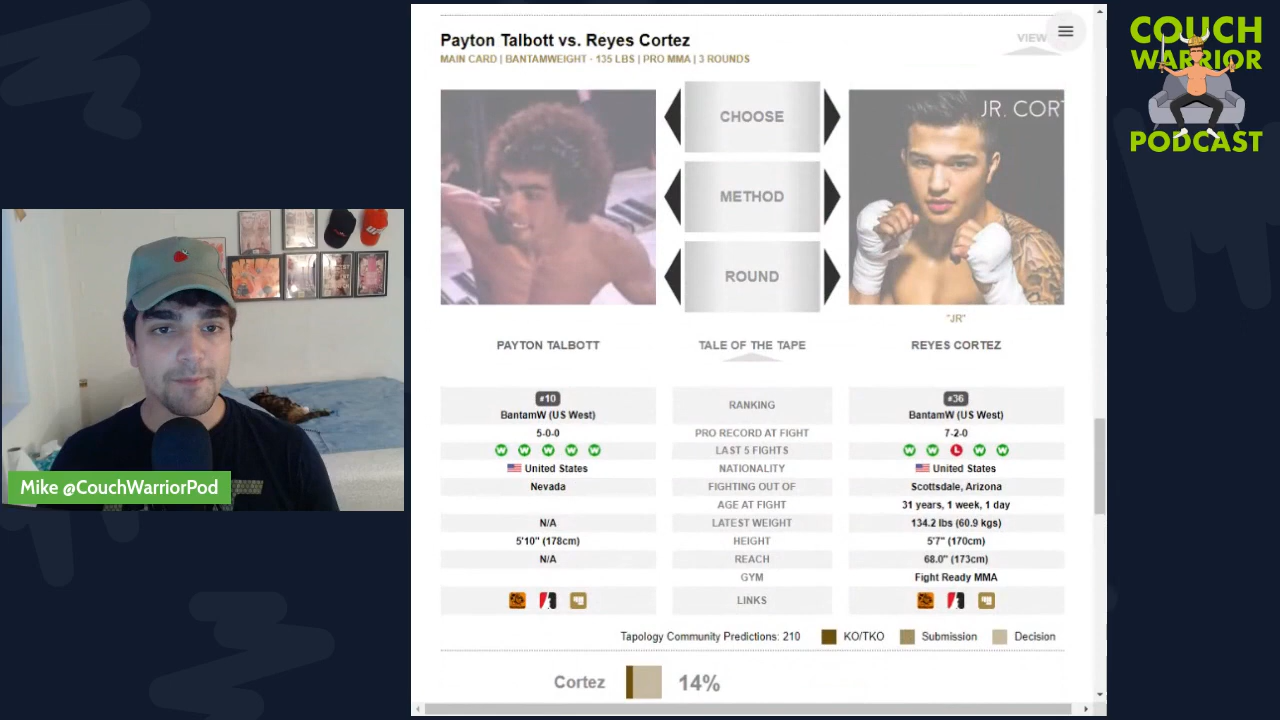 Payton Talbott vs. Reyes Cortez
VIEW
MAIN CARD | BANTAMWEIGHT · 135 LBS | PRO MMA | 3 ROUNDS
COUCH
WARRIOR
PODCAST
CHOOSE
METHOD
ROUND
JR. CORT
"JR"
PAYTON TALBOTT TALE OF THE TAPE REYES CORTEZ
#10 RANKING #36
BantamW (US West) BantamW (US West)
5-0-0 PRO RECORD AT FIGHT 7-2-0
W W W W W LAST 5 FIGHTS W W L W W
United States NATIONALITY United States
Nevada FIGHTING OUT OF Scottsdale, Arizona
AGE AT FIGHT 31 years, 1 week, 1 day
N/A LATEST WEIGHT 134.2 lbs (60.9 kgs)
5'10" (178cm) HEIGHT 5'7" (170cm)
N/A REACH 68.0" (173cm)
GYM Fight Ready MMA
LINKS
Tapology Community Predictions: 210 KO/TKO Submission Decision
Cortez 14%
Mike @CouchWarriorPod